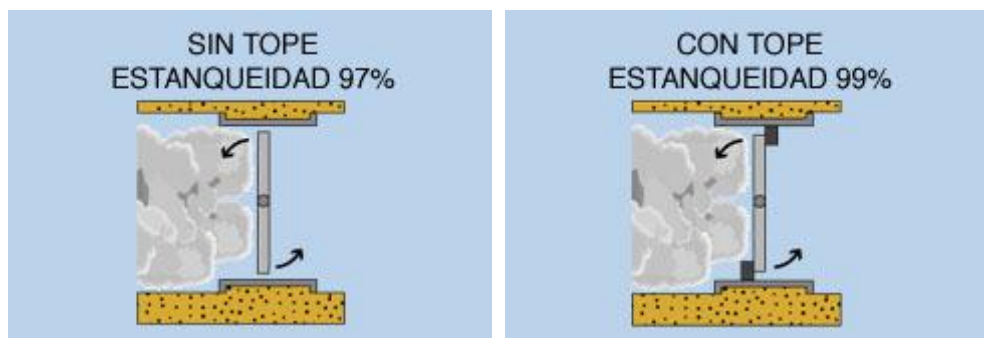 SIN TOPE
ESTANQUEIDAD 97%
CON TOPE
ESTANQUEIDAD 99%